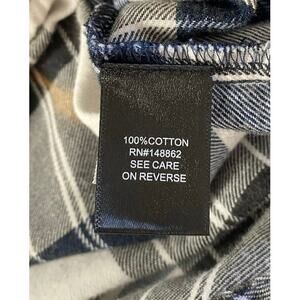 100%COTTON
RN#148862
SEE CARE
ON REVERSE